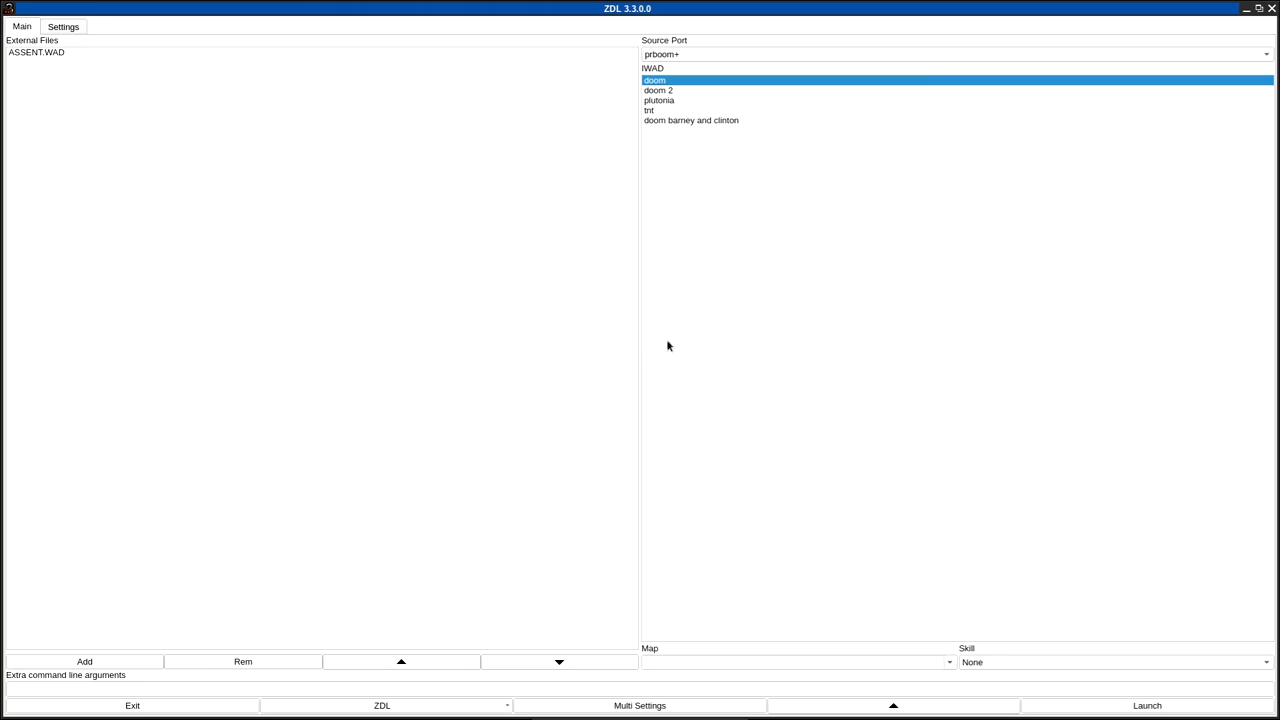 ZDL 3.3.0.0
Main
Settings
External Files
ASSENT.WAD
Source Port
prboom+
IWAD
doom
doom 2
plutonia
tnt
doom barney and clinton
Add
Rem
Map
Skill
None
Extra command line arguments
Exit
ZDL
Multi Settings
Launch